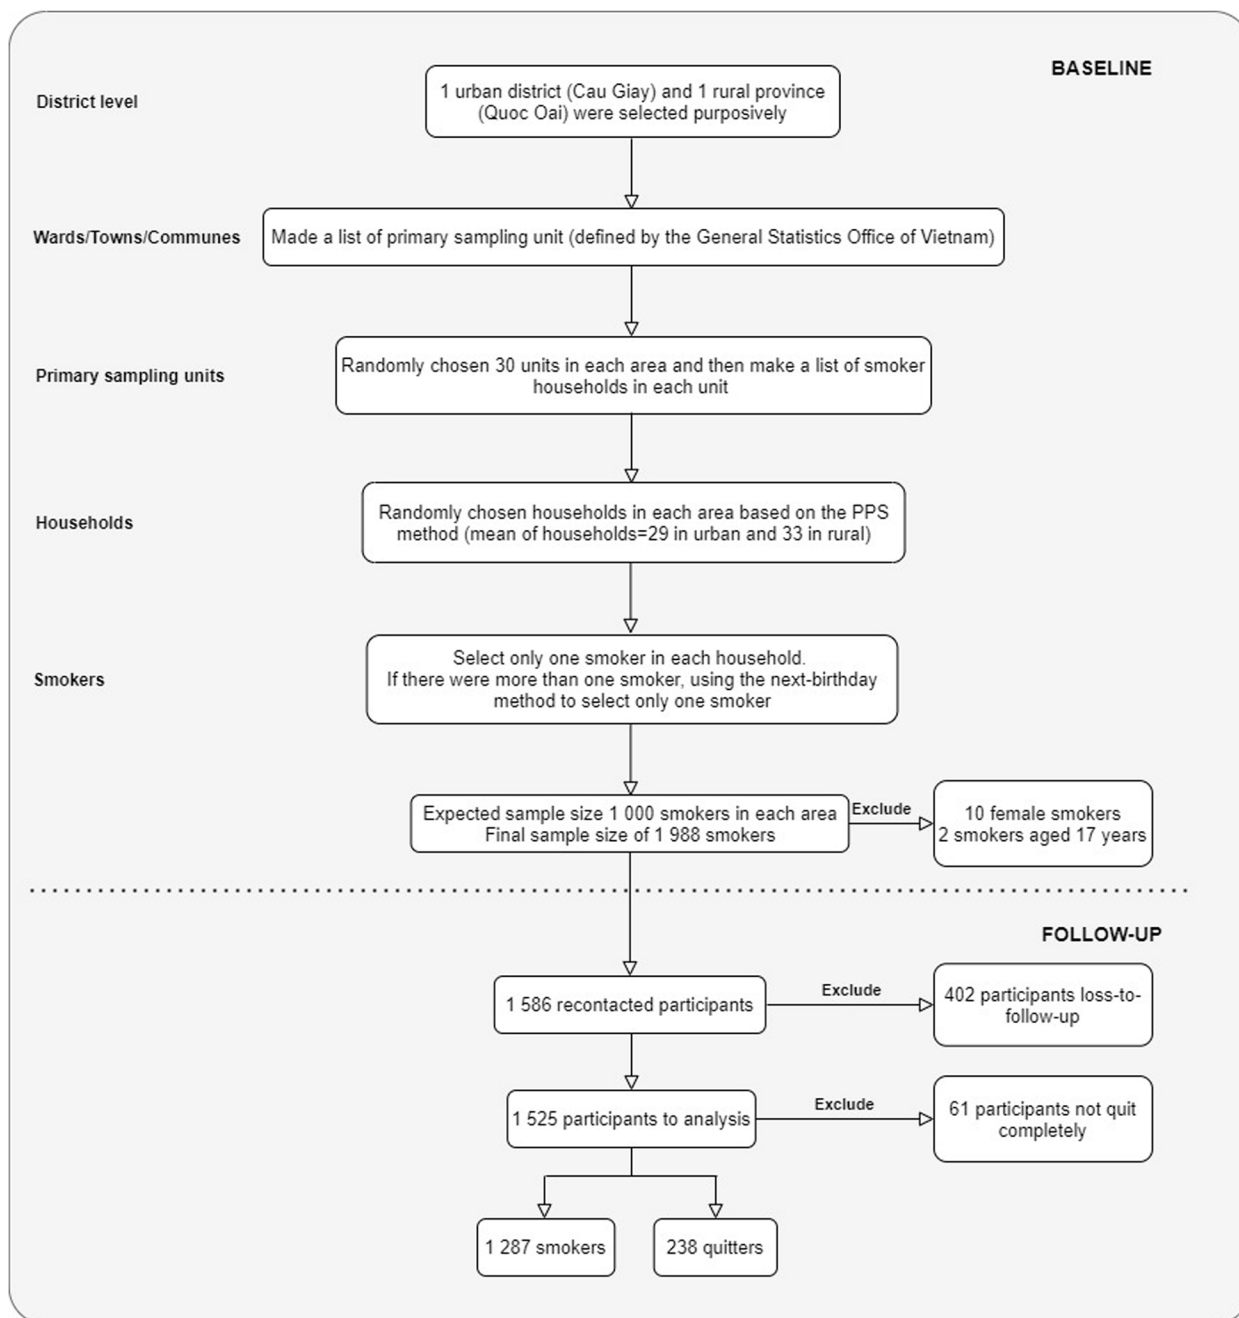 BASELINE
District level
1 urban district (Cau Giay) and 1 rural province
(Quoc Oai) were selected purposively
Wards/Towns/Communes
Made a list of primary sampling unit (defined by the General Statistics Office of Vietnam)
Primary sampling units
Randomly chosen 30 units in each area and then make a list of smoker
households in each unit
Households
Randomly chosen households in each area based on the PPS
method (mean of households=29 in urban and 33 in rural)
Smokers
Select only one smoker in each household.
If there were more than one smoker, using the next-birthday
method to select only one smoker
Expected sample size 1 000 smokers in each area
Final sample size of 1 988 smokers
Exclude
10 female smokers
2 smokers aged 17 years
FOLLOW-UP
1 586 recontacted participants
Exclude
402 participants loss-to-
follow-up
1 525 participants to analysis
Exclude
61 participants not quit
completely
1 287 smokers
238 quitters